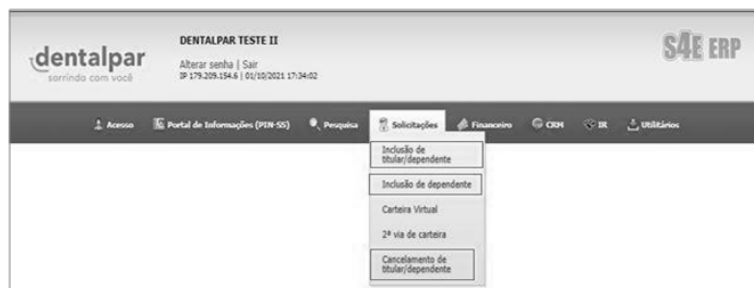 dentalpar
sorrindo com você
DENTALPAR TESTE II
Alterar senha | Sair
IP 179.209.154.6 | 01/10/2021 17:34:02
S4E ERP
Acesso
Portal de Informações (PIN-SS)
Pesquisa
Solicitações
Financeiro
CRM
IR
Utilitários
Inclusão de
titular/dependente
Inclusão de dependente
Carteira Virtual
2ª via de carteira
Cancelamento de
titular/dependente